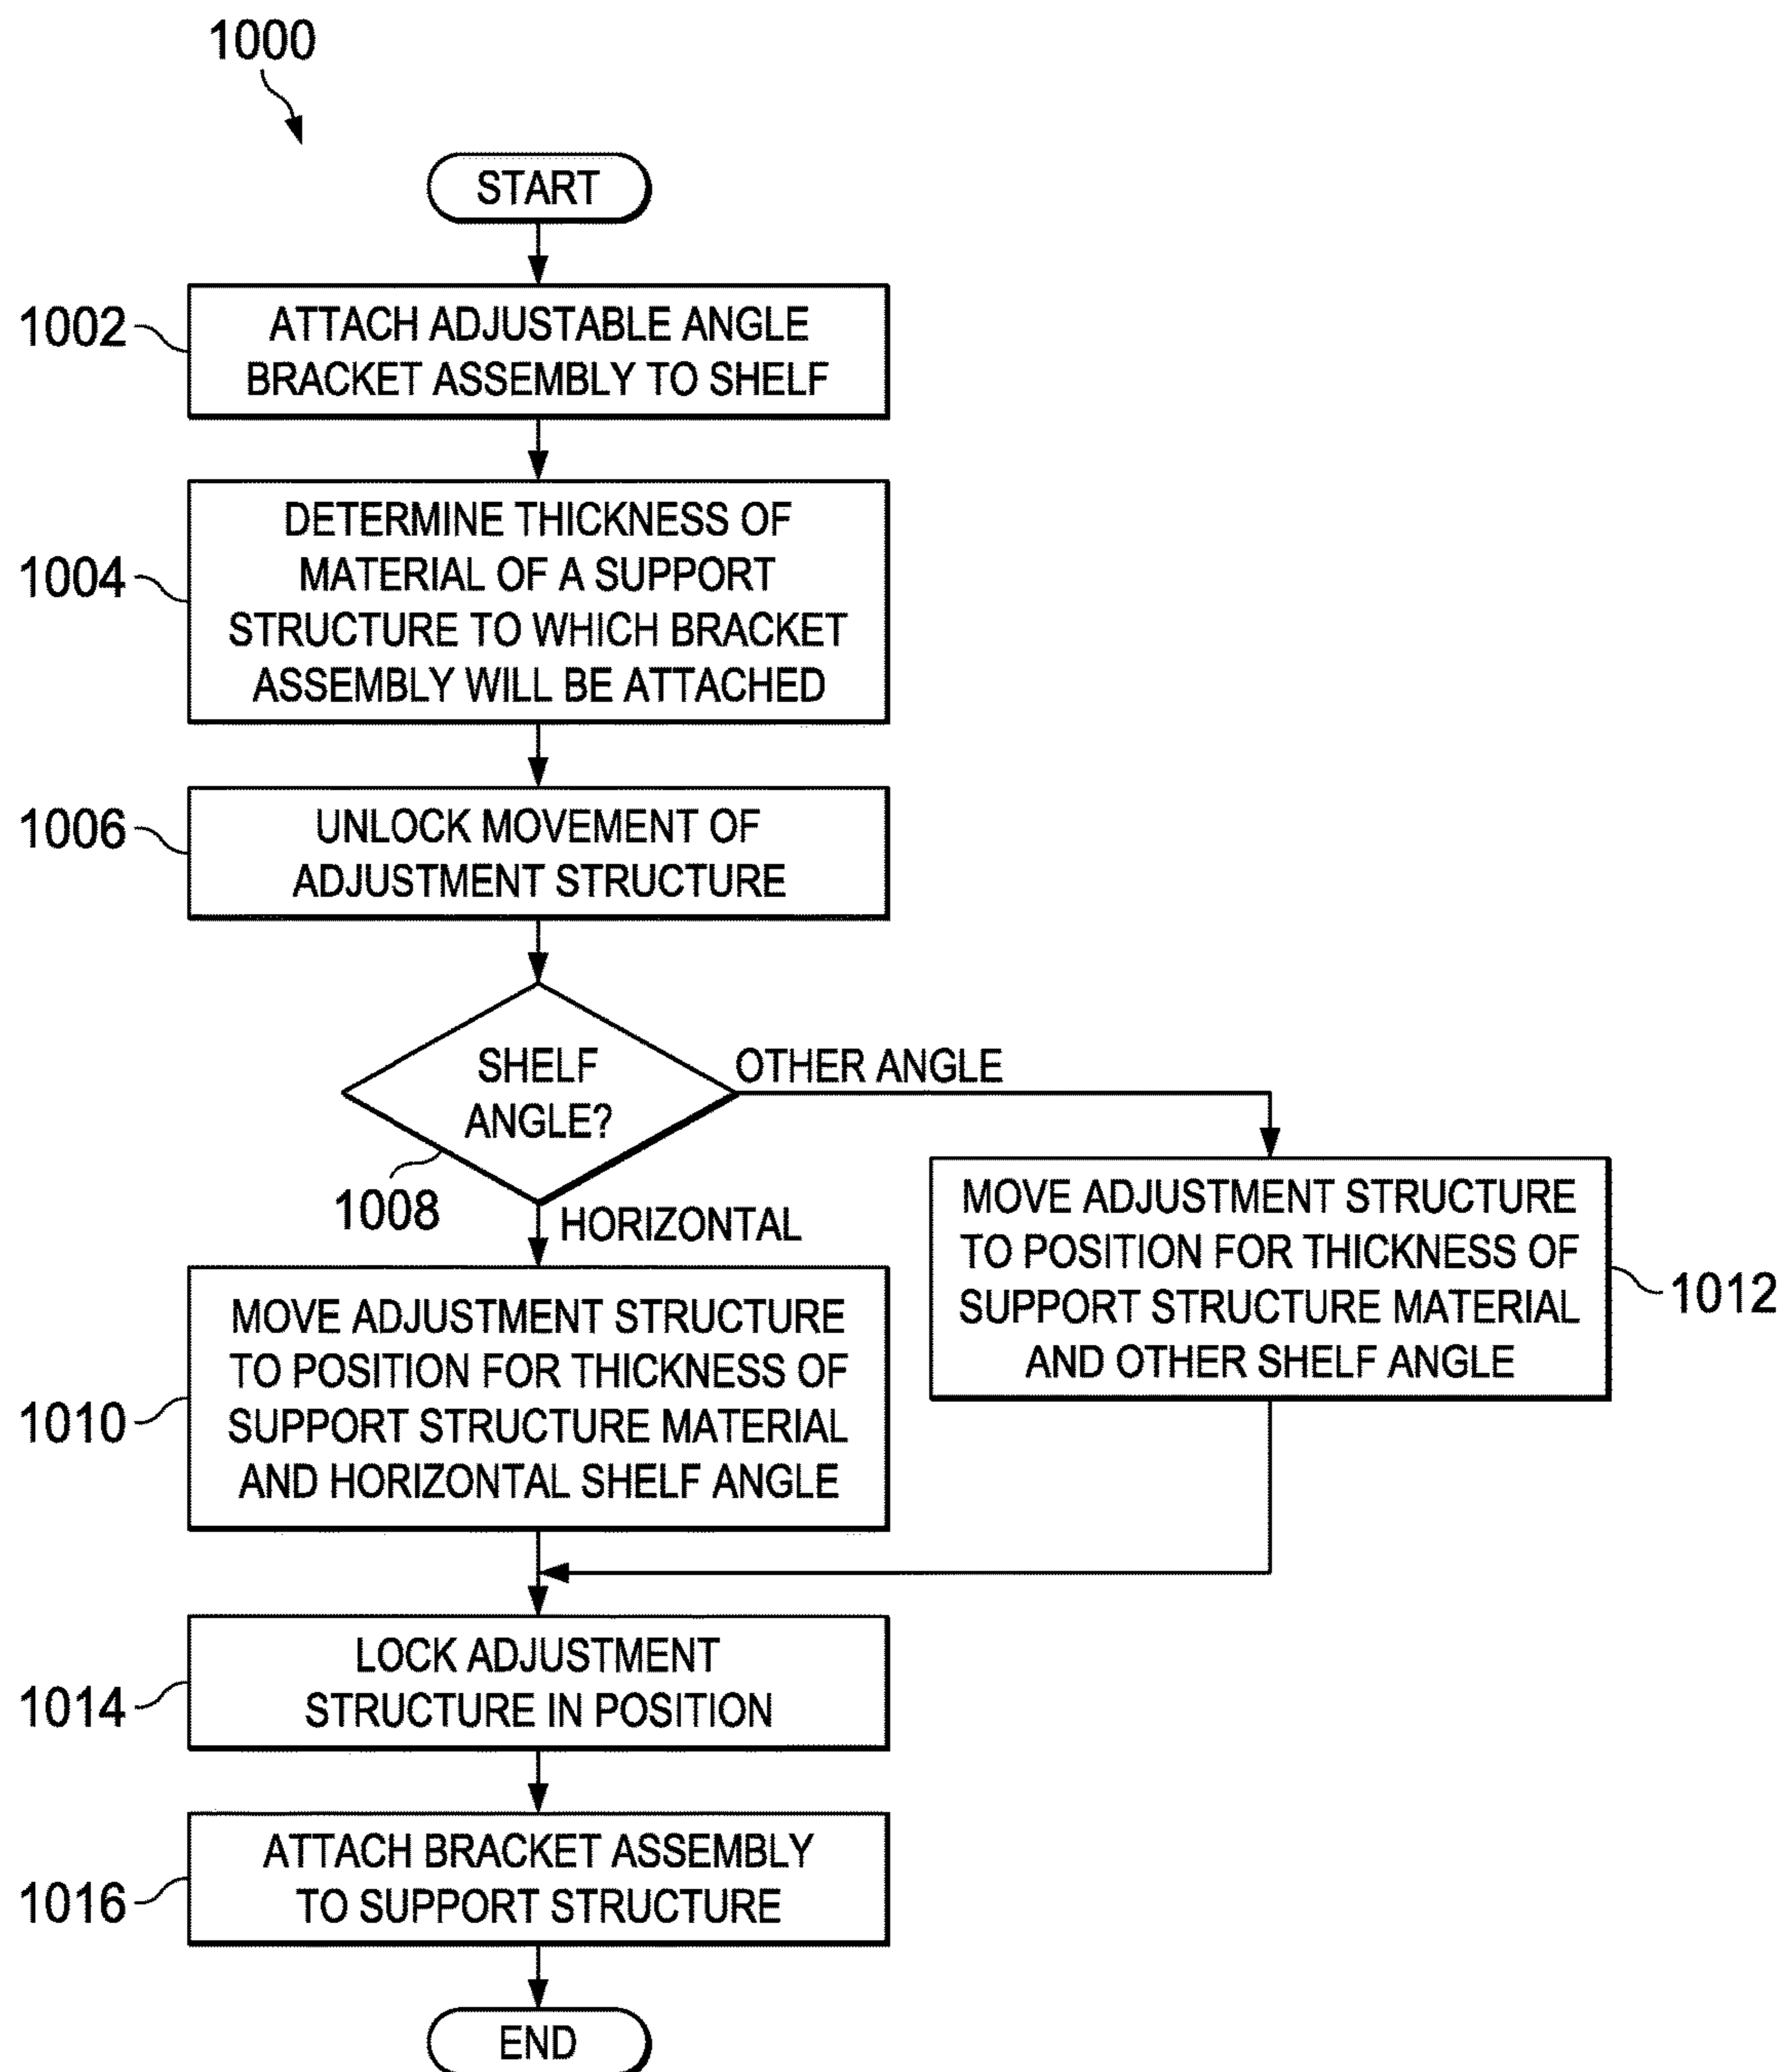 1000
START
1002
ATTACH ADJUSTABLE ANGLE
BRACKET ASSEMBLY TO SHELF
1004
DETERMINE THICKNESS OF
MATERIAL OF A SUPPORT
STRUCTURE TO WHICH BRACKET
ASSEMBLY WILL BE ATTACHED
1006
UNLOCK MOVEMENT OF
ADJUSTMENT STRUCTURE
SHELF
ANGLE?
1008
OTHER ANGLE
HORIZONTAL
MOVE ADJUSTMENT STRUCTURE
TO POSITION FOR THICKNESS OF
SUPPORT STRUCTURE MATERIAL
AND OTHER SHELF ANGLE
1012
1010
MOVE ADJUSTMENT STRUCTURE
TO POSITION FOR THICKNESS OF
SUPPORT STRUCTURE MATERIAL
AND HORIZONTAL SHELF ANGLE
1014
LOCK ADJUSTMENT
STRUCTURE IN POSITION
1016
ATTACH BRACKET ASSEMBLY
TO SUPPORT STRUCTURE
END